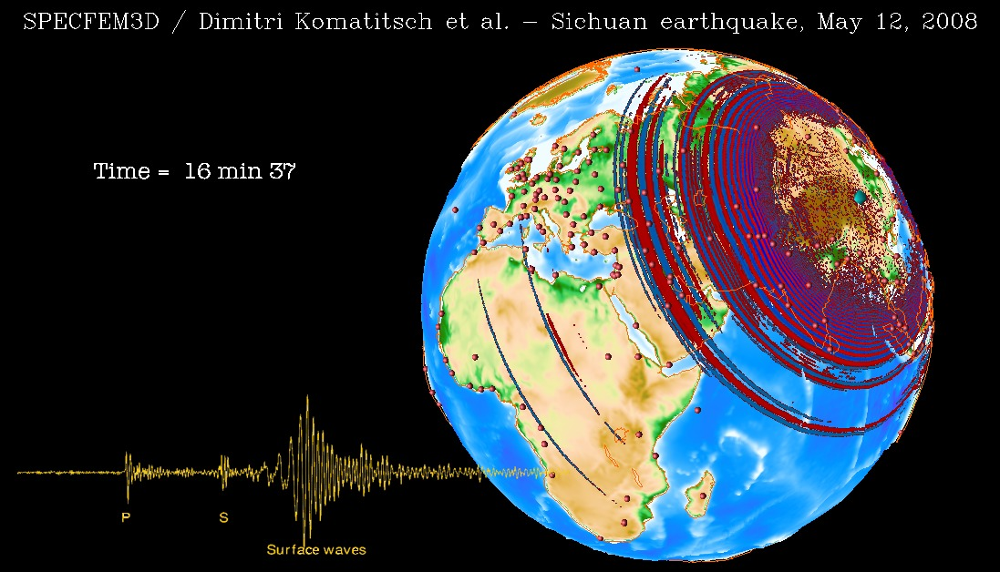 SPECFEM3D / Dimitri Komatitsch et al. – Sichuan earthquake, May 12, 2008
Time = 16 min 37
P
S
Surface waves